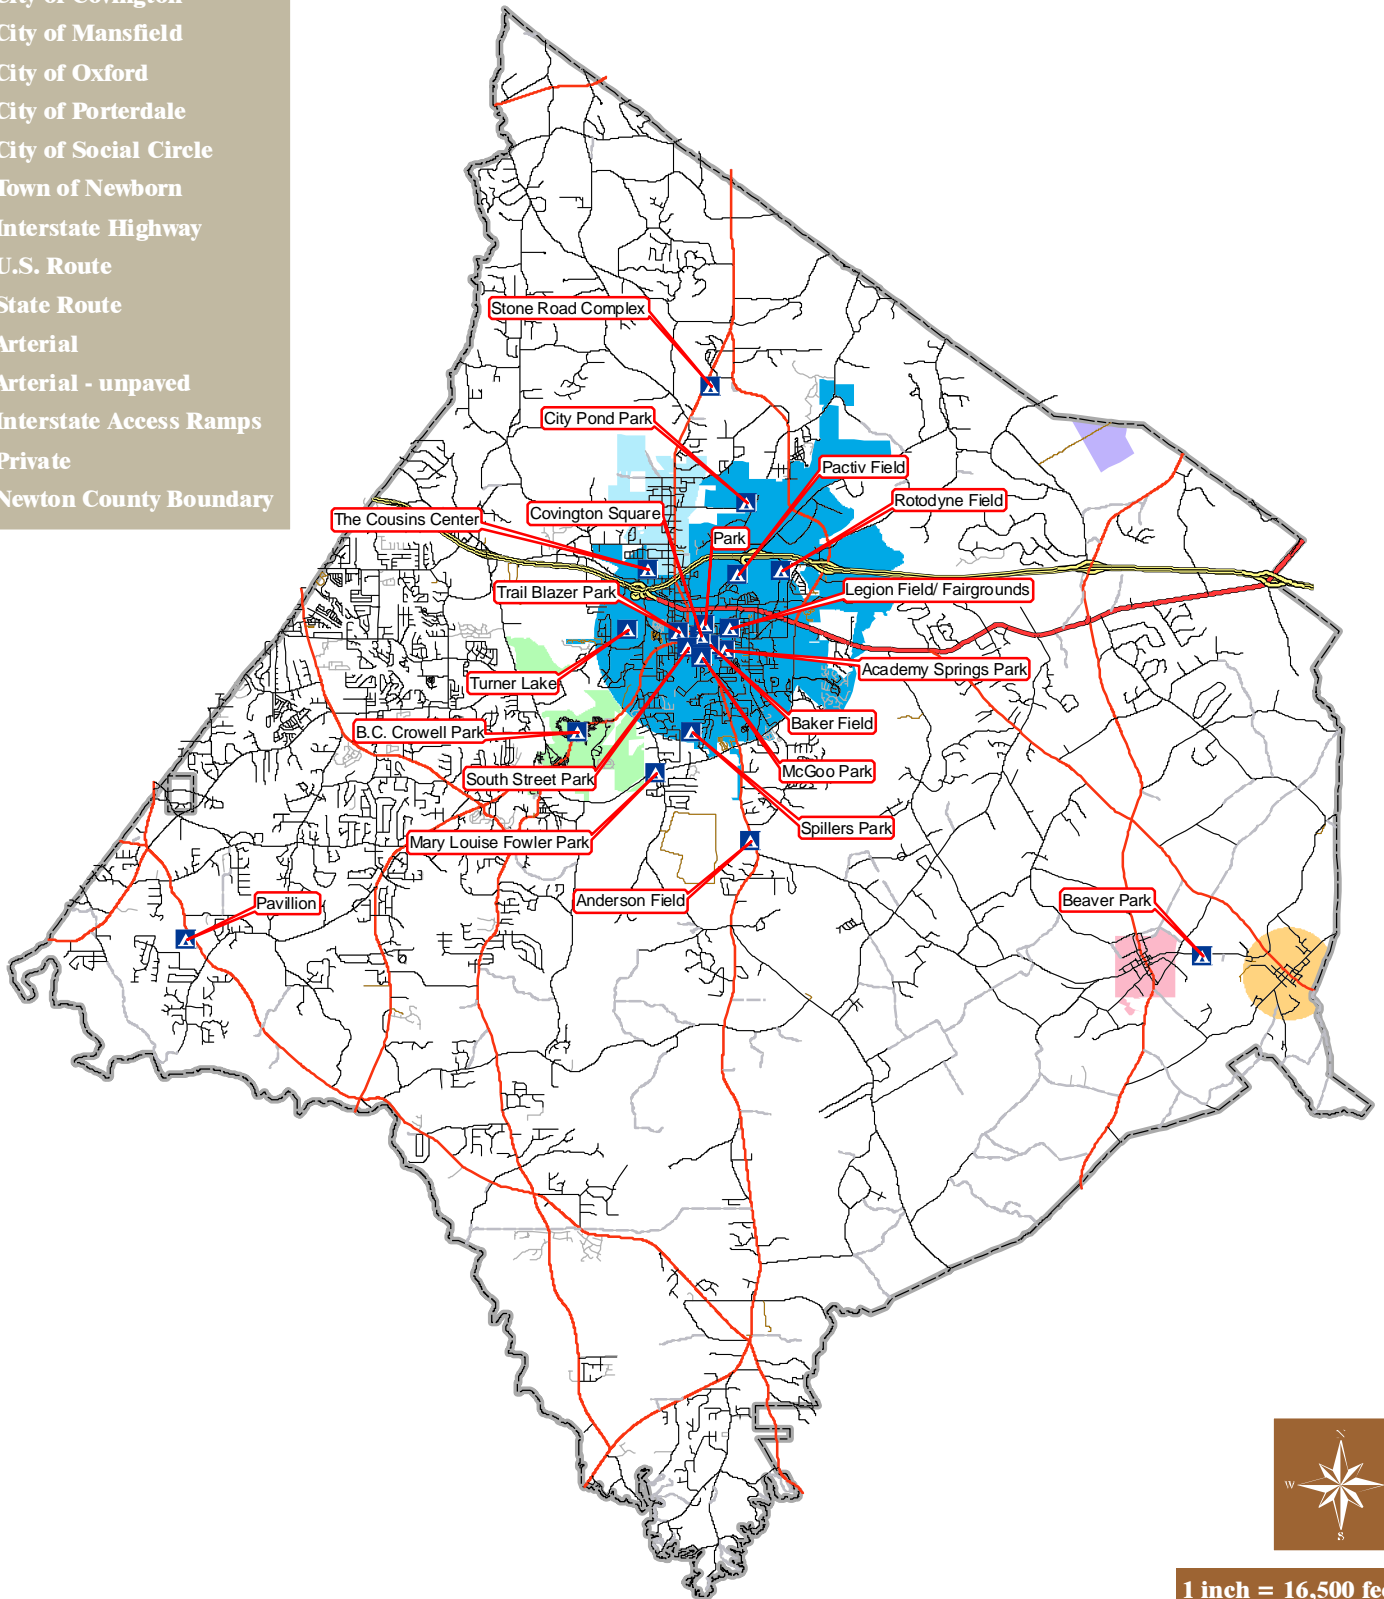 City of Covington
City of Mansfield
City of Oxford
City of Porterdale
City of Social Circle
Town of Newborn
Interstate Highway
U.S. Route
State Route
Arterial
Arterial - unpaved
Interstate Access Ramps
Private
Newton County Boundary
Stone Road Complex
City Pond Park
Pactiv Field
Rotodyne Field
Covington Square
The Cousins Center
Park
Trail Blazer Park
Legion Field/ Fairgrounds
Academy Springs Park
Turner Lake
Baker Field
B.C. Crowell Park
McGoo Park
South Street Park
Spillers Park
Mary Louise Fowler Park
Anderson Field
Pavillion
Beaver Park
N
W
S
1 inch = 16,500 fee